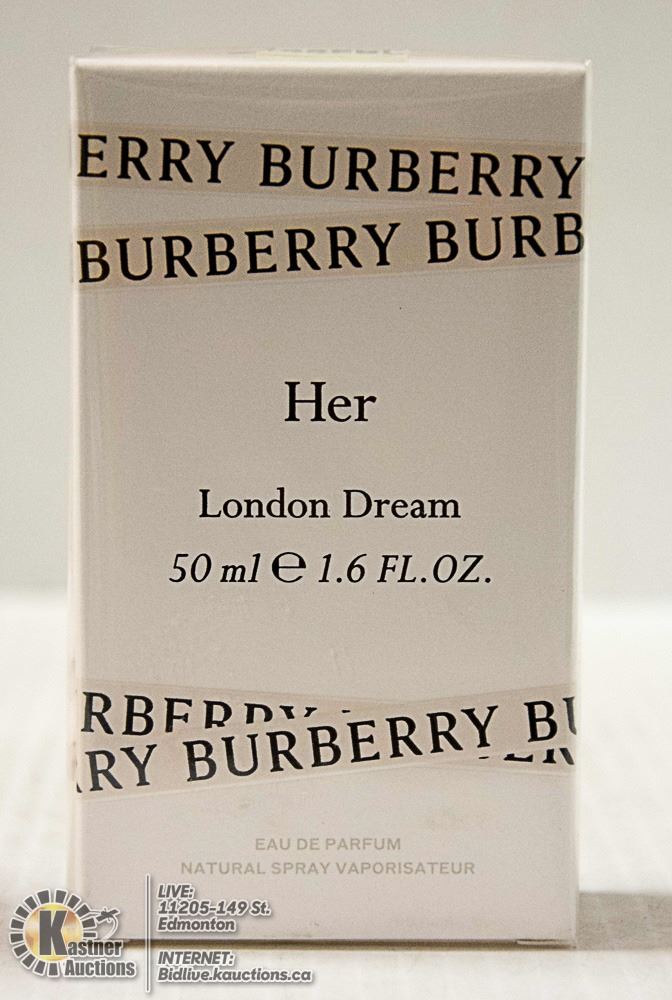 ERRY BURBERRY
BURBERRY BURB
Her
London Dream
50 ml ℮ 1.6 FL.OZ.
RBERRY
RY BURBERRY BU
EAU DE PARFUM
NATURAL SPRAY VAPORISATEUR
Kastner
Auctions
LIVE:
11205-149 St.
Edmonton
INTERNET:
Bidlive.kauctions.ca